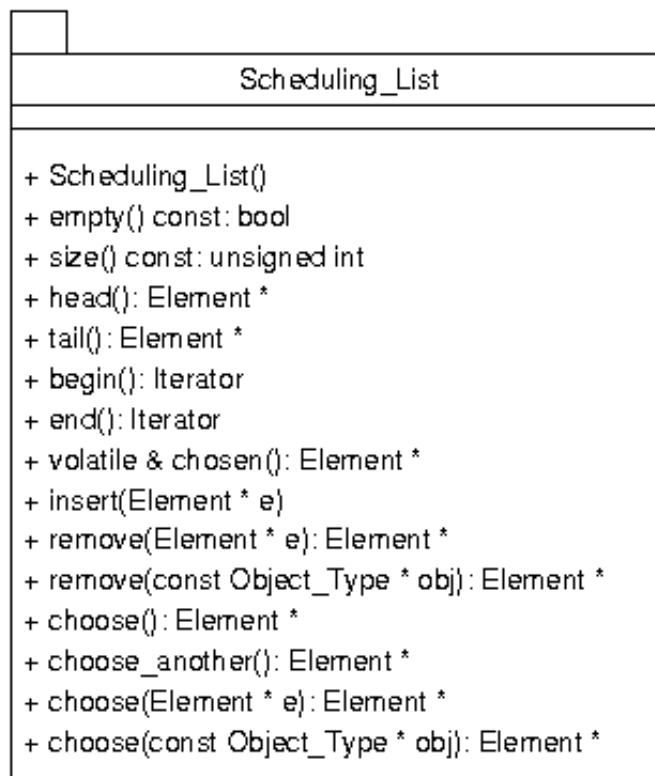 Scheduling_List
+ Scheduling_List()
+ empty() const: bool
+ size() const: unsigned int
+ head(): Element *
+ tail(): Element *
+ begin(): Iterator
+ end(): Iterator
+ volatile & chosen(): Element *
+ insert(Element * e)
+ remove(Element * e): Element *
+ remove(const Object_Type * obj): Element *
+ choose(): Element *
+ choose_another(): Element *
+ choose(Element * e): Element *
+ choose(const Object_Type * obj): Element *